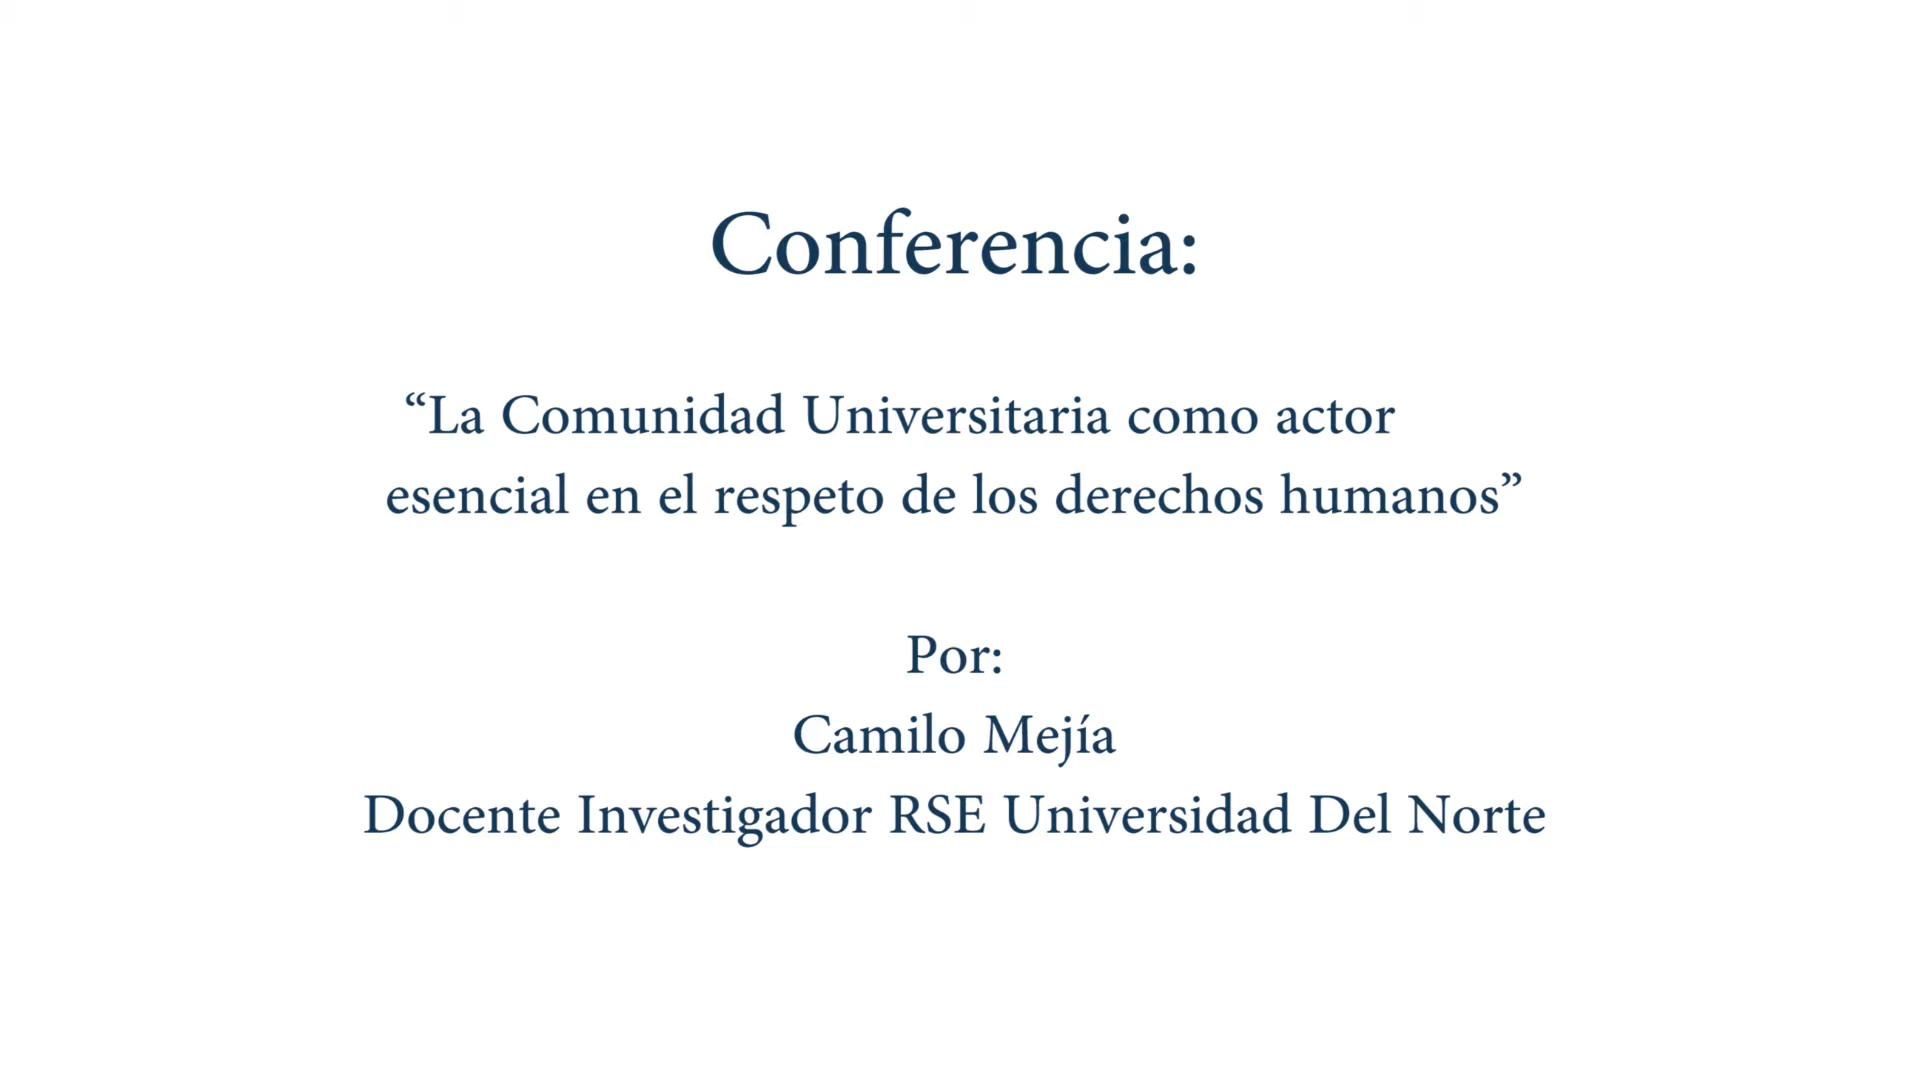 Conferencia:
“La Comunidad Universitaria como actor
esencial en el respeto de los derechos humanos”
Por:
Camilo Mejía
Docente Investigador RSE Universidad Del Norte